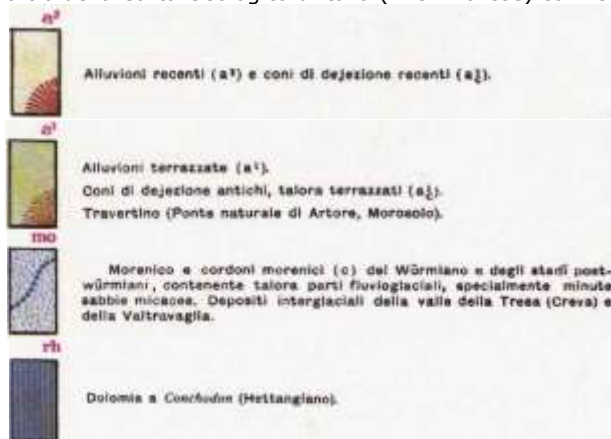 a²
Alluvioni recenti (a²) e coni di dejezione recenti (a²).
a¹
Alluvioni terrazzate (a¹).
Coni di dejezione antichi, talora terrazzati (a¹).
Travertino (Ponte naturale di Artore, Morosolo).
mo
Morenico e cordoni morenici (c) del Würmiano e degli stadî post-
würmiani, contenente talora parti fluvioglaciali, specialmente minute
sabbie micacee. Depositi interglaciali della valle della Tresa (Creva) e
della Valtravaglia.
rh
Dolomia a Conchodon (Hettangiano).